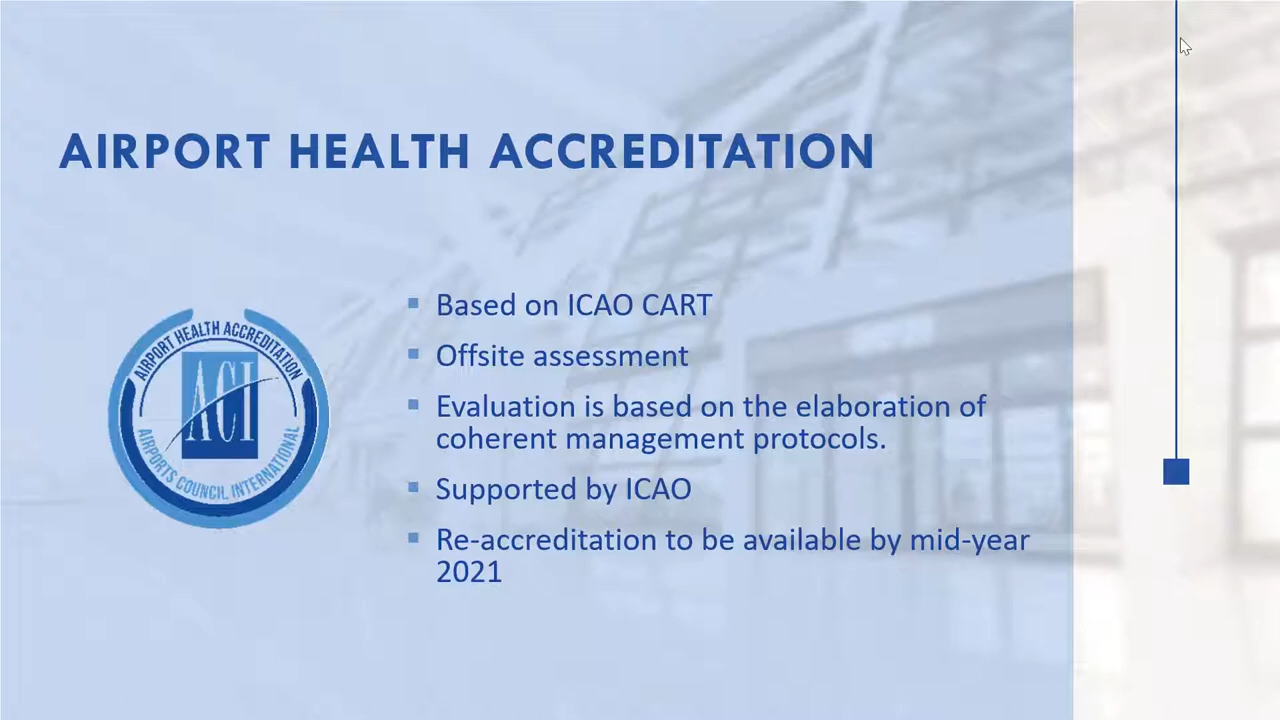 AIRPORT HEALTH ACCREDITATION
AIRPORT HEALTH ACCREDITATION
ACI
AIRPORTS COUNCIL INTERNATIONAL
Based on ICAO CART
Offsite assessment
Evaluation is based on the elaboration of
coherent management protocols.
Supported by ICAO
Re-accreditation to be available by mid-year
2021